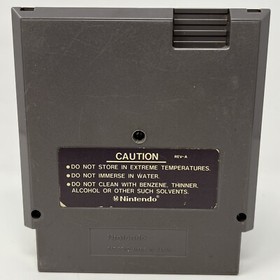 CAUTION REV-A
• DO NOT STORE IN EXTREME TEMPERATURES.
• DO NOT IMMERSE IN WATER.
• DO NOT CLEAN WITH BENZENE, THINNER,
ALCOHOL OR OTHER SUCH SOLVENTS.
Nintendo